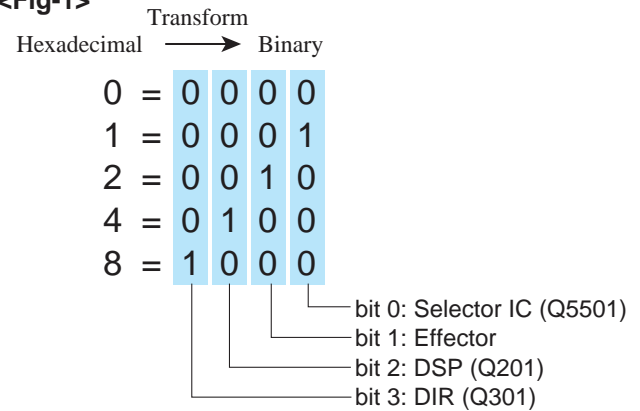 <Fig-1>
Transform
Hexadecimal Binary
0 = 0 0 0 0
1 = 0 0 0 1
2 = 0 0 1 0
4 = 0 1 0 0
8 = 1 0 0 0
bit 0: Selector IC (Q5501)
bit 1: Effector
bit 2: DSP (Q201)
bit 3: DIR (Q301)